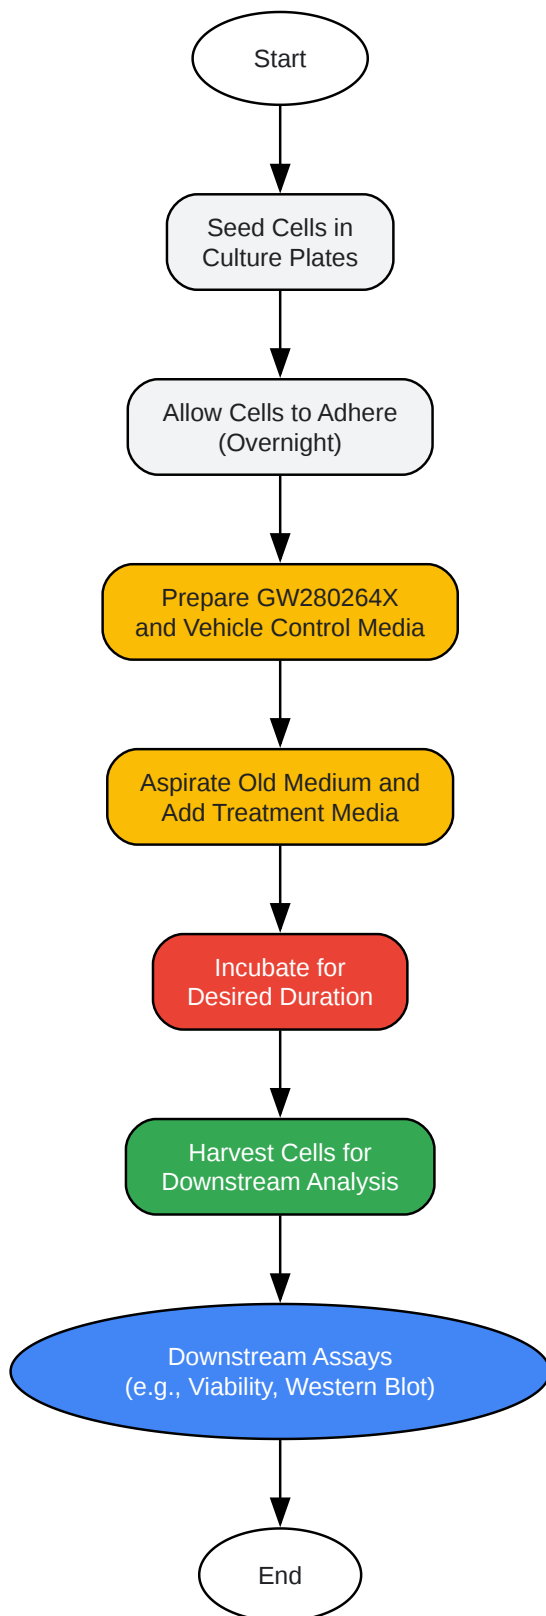 Start
Seed Cells in
Culture Plates
Allow Cells to Adhere
(Overnight)
Prepare GW280264X
and Vehicle Control Media
Aspirate Old Medium and
Add Treatment Media
Incubate for
Desired Duration
Harvest Cells for
Downstream Analysis
Downstream Assays
(e.g., Viability, Western Blot)
End